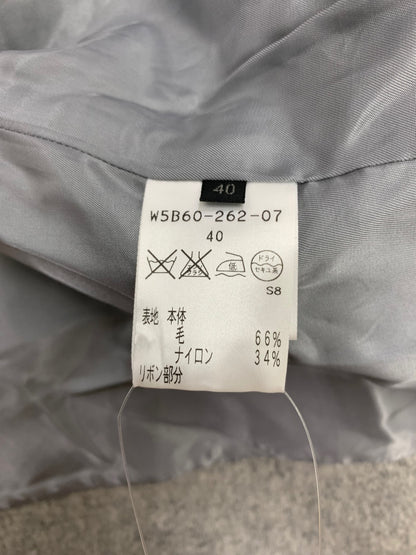 40
W5B60-262-07
40
低 ドライ
セキユ系
S8
表地 本体
毛 66%
ナイロン 34%
リボン部分